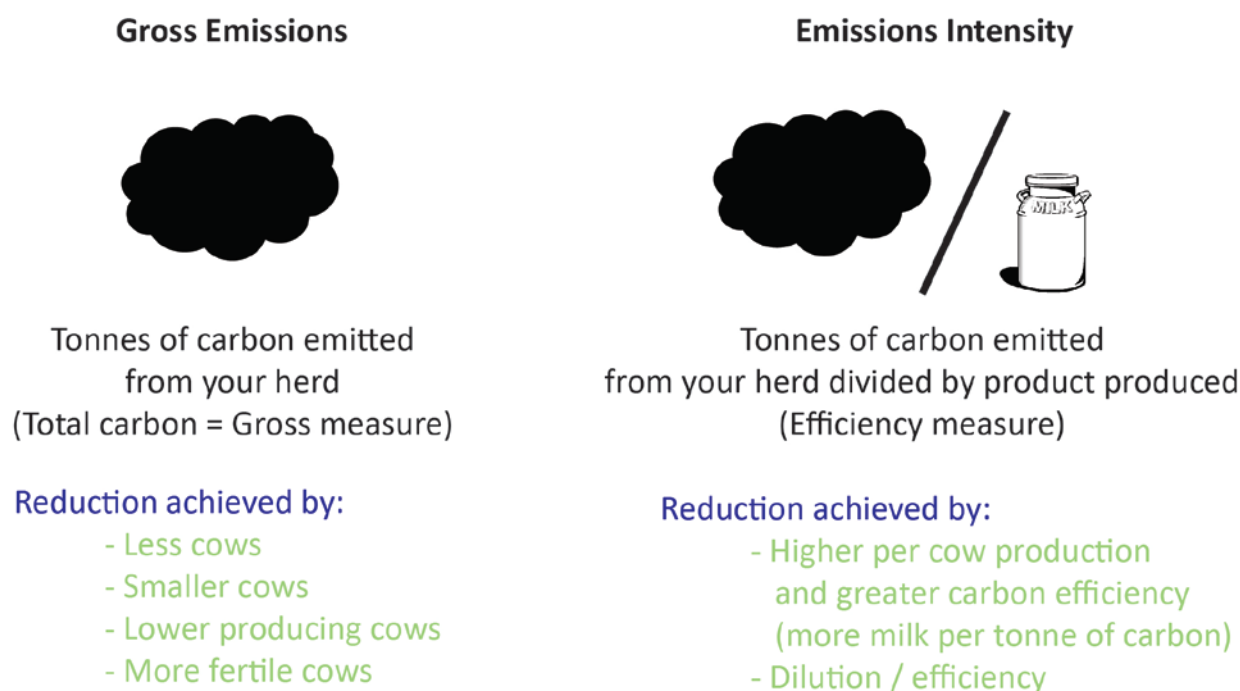 Gross Emissions
Tonnes of carbon emitted
from your herd
(Total carbon = Gross measure)
Reduction achieved by:
- Less cows
- Smaller cows
- Lower producing cows
- More fertile cows
Emissions Intensity
MILK
Tonnes of carbon emitted
from your herd divided by product produced
(Efficiency measure)
Reduction achieved by:
- Higher per cow production
and greater carbon efficiency
(more milk per tonne of carbon)
- Dilution / efficiency